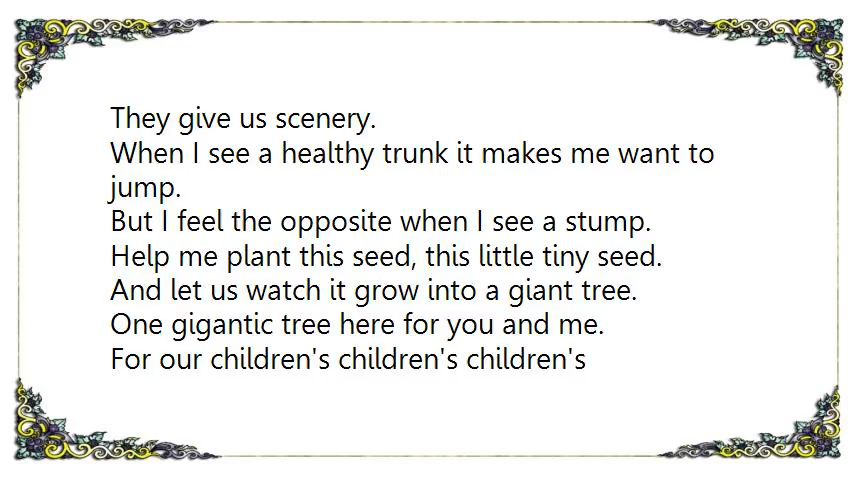 They give us scenery.
When I see a healthy trunk it makes me want to
jump.
But I feel the opposite when I see a stump.
Help me plant this seed, this little tiny seed.
And let us watch it grow into a giant tree.
One gigantic tree here for you and me.
For our children's children's children's